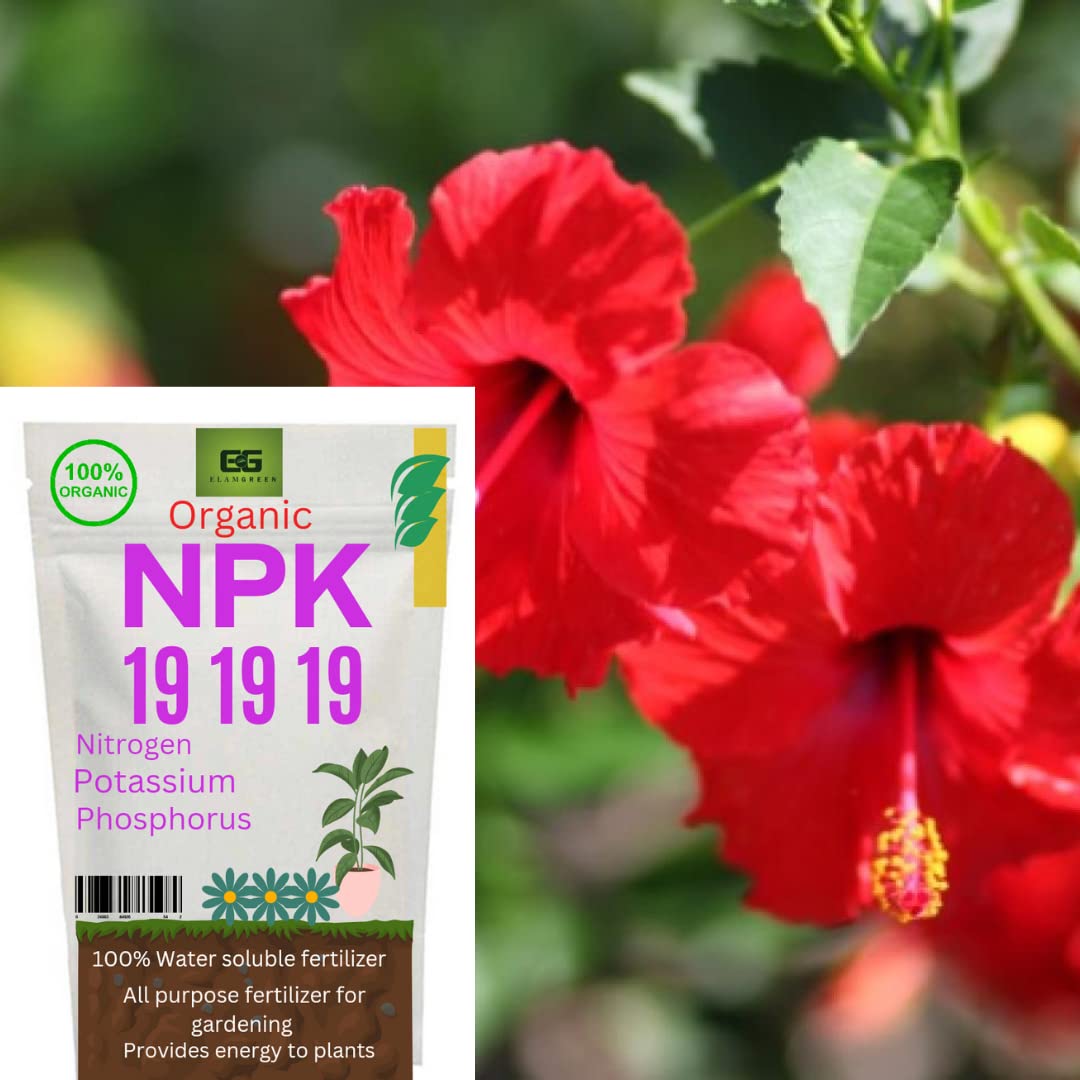 100%
ORGANIC
EG
ELAMGREEN
Organic
NPK
19 19 19
Nitrogen
Potassium
Phosphorus
100% Water soluble fertilizer
All purpose fertilizer for
gardening
Provides energy to plants